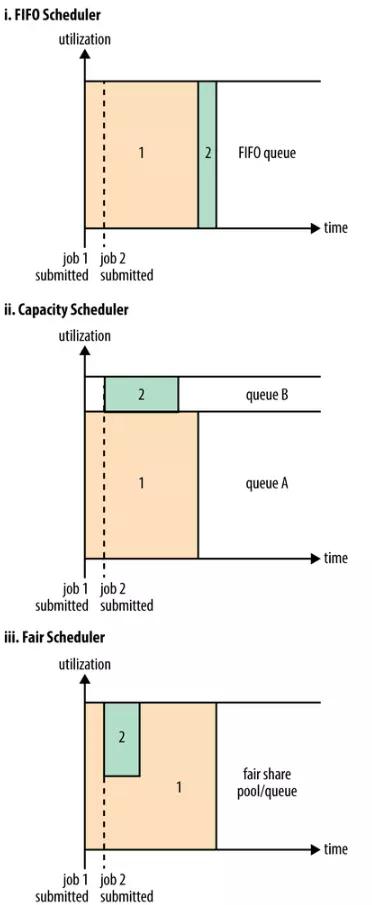 i. FIFO Scheduler
utilization
1
2
FIFO queue
time
job 1 job 2
submitted submitted
ii. Capacity Scheduler
utilization
2
queue B
1
queue A
time
job 1 job 2
submitted submitted
iii. Fair Scheduler
utilization
2
1
fair share
pool/queue
time
job 1 job 2
submitted submitted